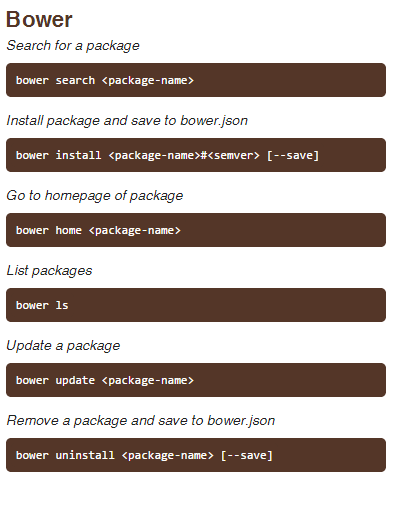 Bower
Search for a package
bower search <package-name>
Install package and save to bower.json
bower install <package-name>#<semver> [--save]
Go to homepage of package
bower home <package-name>
List packages
bower ls
Update a package
bower update <package-name>
Remove a package and save to bower.json
bower uninstall <package-name> [--save]